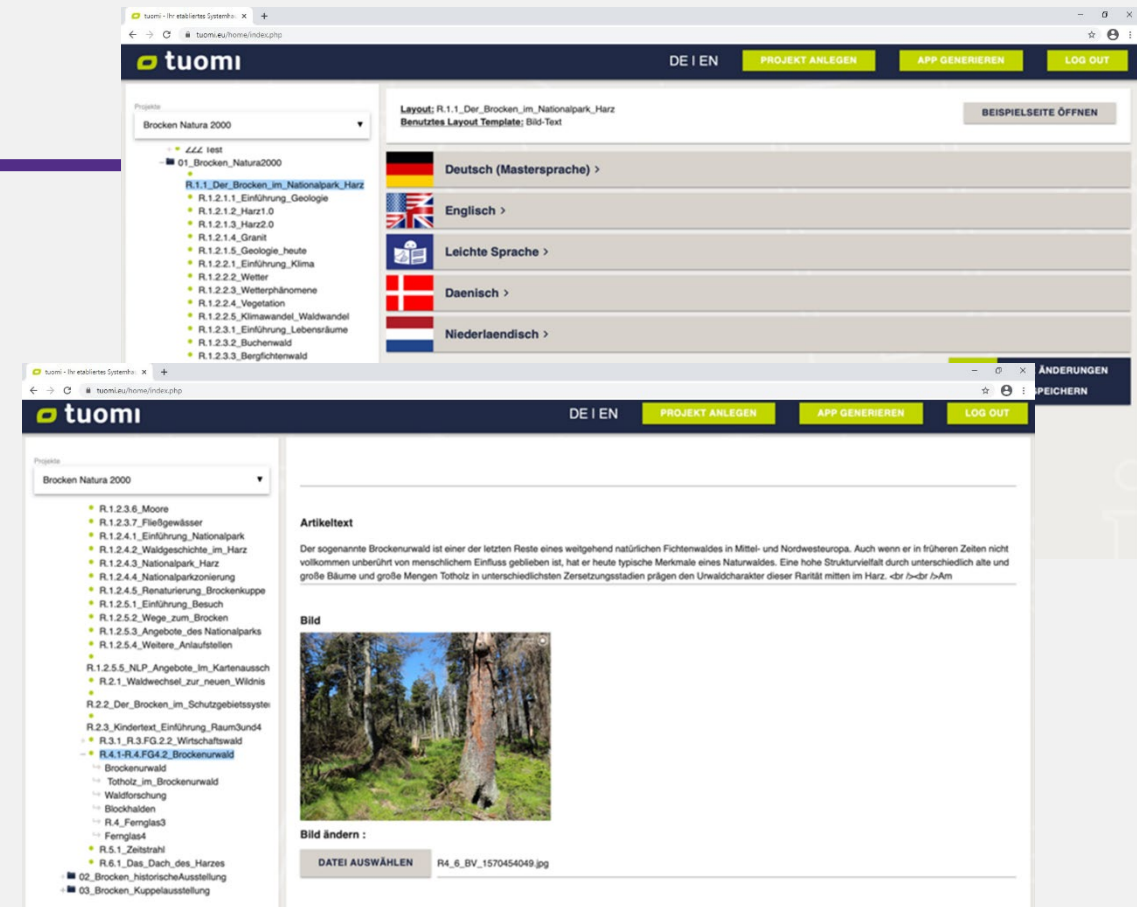 tuomi - Ihr etabliertes Systemha
tuomi.eu/home/index.php
tuomi
DE I EN
PROJEKT ANLEGEN
APP GENERIEREN
LOG OUT
Projekte
Brocken Natura 2000
ZZZ Test
01_Brocken_Natura2000
R.1.1_Der_Brocken_im_Nationalpark_Harz
R.1.2.1.1_Einführung_Geologie
R.1.2.1.2_Harz1.0
R.1.2.1.3_Harz2.0
R.1.2.1.4_Granit
R.1.2.1.5_Geologie_heute
R.1.2.2.1_Einführung_Klima
R.1.2.2.2_Wetter
R.1.2.2.3_Wetterphänomene
R.1.2.2.4_Vegetation
R.1.2.2.5_Klimawandel_Waldwandel
R.1.2.3.1_Einführung_Lebensräume
R.1.2.3.2_Buchenwald
R.1.2.3.3_Bergfichtenwald
Layout: R.1.1_Der_Brocken_im_Nationalpark_Harz
Benutztes Layout Template: Bild-Text
BEISPIELSEITE ÖFFNEN
Deutsch (Mastersprache) >
Englisch >
Leichte Sprache >
Daenisch >
Niederlaendisch >
ÄNDERUNGEN
PEICHERN
tuomi - Ihr etabliertes Systemha
tuomi.eu/home/index.php
tuomi
DE I EN
PROJEKT ANLEGEN
APP GENERIEREN
LOG OUT
Projekte
Brocken Natura 2000
R.1.2.3.6_Moore
R.1.2.3.7_Fließgewässer
R.1.2.4.1_Einführung_Nationalpark
R.1.2.4.2_Waldgeschichte_im_Harz
R.1.2.4.3_Nationalpark_Harz
R.1.2.4.4_Nationalparkzonierung
R.1.2.4.5_Renaturierung_Brockenkuppe
R.1.2.5.1_Einführung_Besuch
R.1.2.5.2_Wege_zum_Brocken
R.1.2.5.3_Angebote_des_Nationalparks
R.1.2.5.4_Weitere_Anlaufstellen
R.1.2.5.5_NLP_Angebote_Im_Kartenaussch
R.2.1_Waldwechsel_zur_neuen_Wildnis
R.2.2_Der_Brocken_im_Schutzgebietssyste
R.2.3_Kindertext_Einführung_Raum3und4
R.3.1_R.3.FG.2.2_Wirtschaftswald
R.4.1-R.4.FG4.2_Brockenurwald
Brockenurwald
Totholz_im_Brockenurwald
Waldforschung
Blockhalden
R.4_Fernglas3
Fernglas4
R.5.1_Zeitstrahl
R.6.1_Das_Dach_des_Harzes
02_Brocken_historischeAusstellung
03_Brocken_Kuppelausstellung
Artikeltext
Der sogenannte Brockenurwald ist einer der letzten Reste eines weitgehend natürlichen Fichtenwaldes in Mittel- und Nordwesteuropa. Auch wenn er in früheren Zeiten nicht
vollkommen unberührt von menschlichem Einfluss geblieben ist, hat er heute typische Merkmale eines Naturwaldes. Eine hohe Strukturvielfalt durch unterschiedlich alte und
große Bäume und große Mengen Totholz in unterschiedlichsten Zersetzungsstadien prägen den Urwaldcharakter dieser Rarität mitten im Harz. <br /><br />Am
Bild
Bild ändern :
DATEI AUSWÄHLEN
R4_6_BV_1570454049.jpg